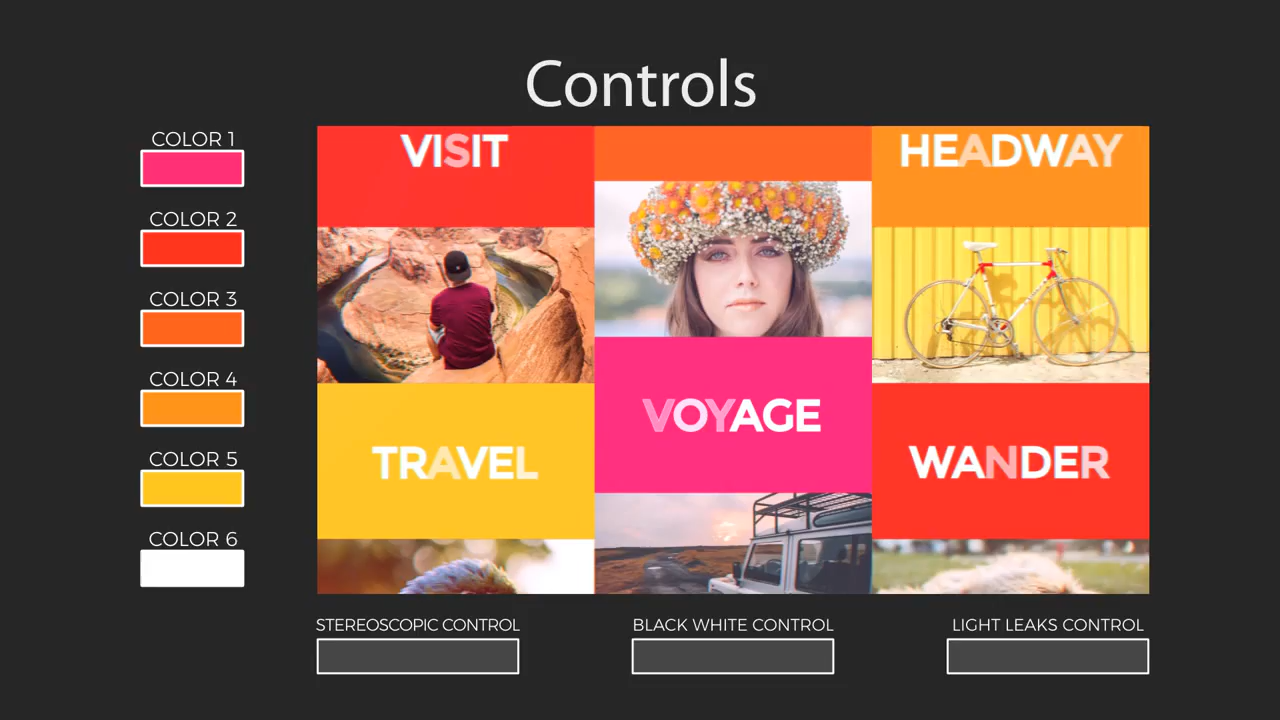 Controls
COLOR 1
COLOR 2
COLOR 3
COLOR 4
COLOR 5
COLOR 6
VISIT
HEADWAY
VOYAGE
TRAVEL
WANDER
STEREOSCOPIC CONTROL
BLACK WHITE CONTROL
LIGHT LEAKS CONTROL